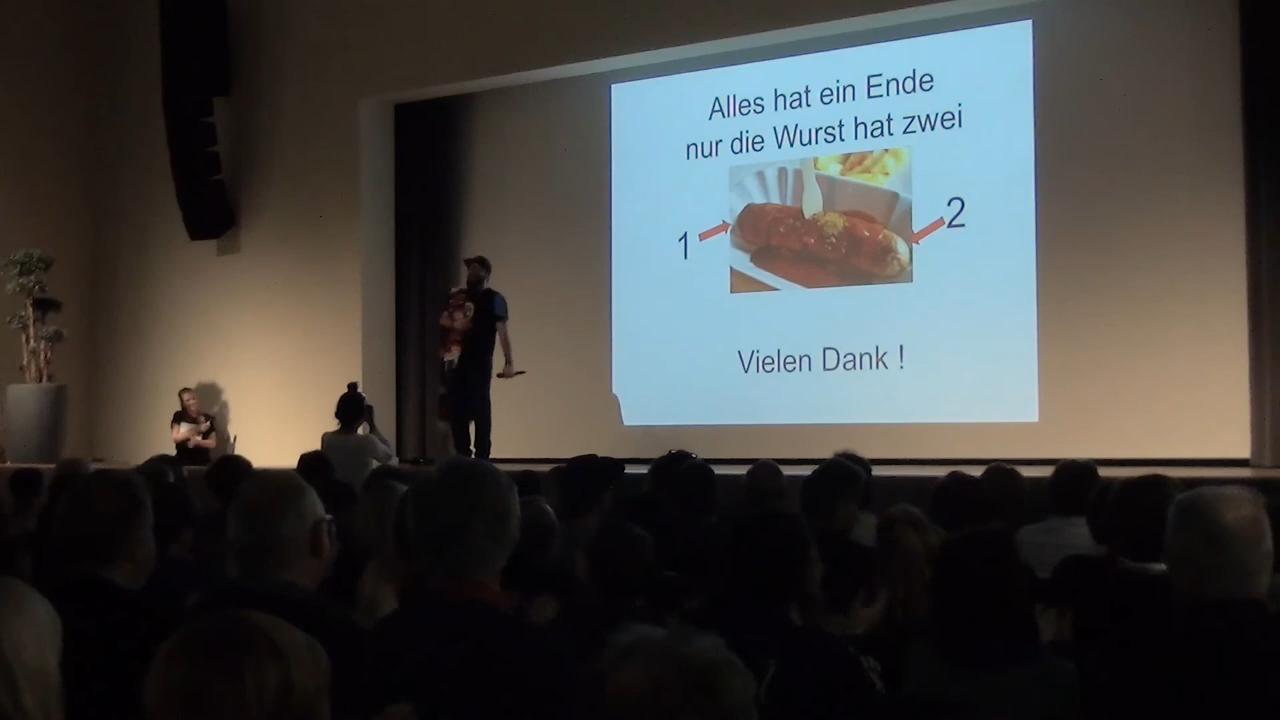 Alles hat ein Ende
nur die Wurst hat zwei
1
2
Vielen Dank !